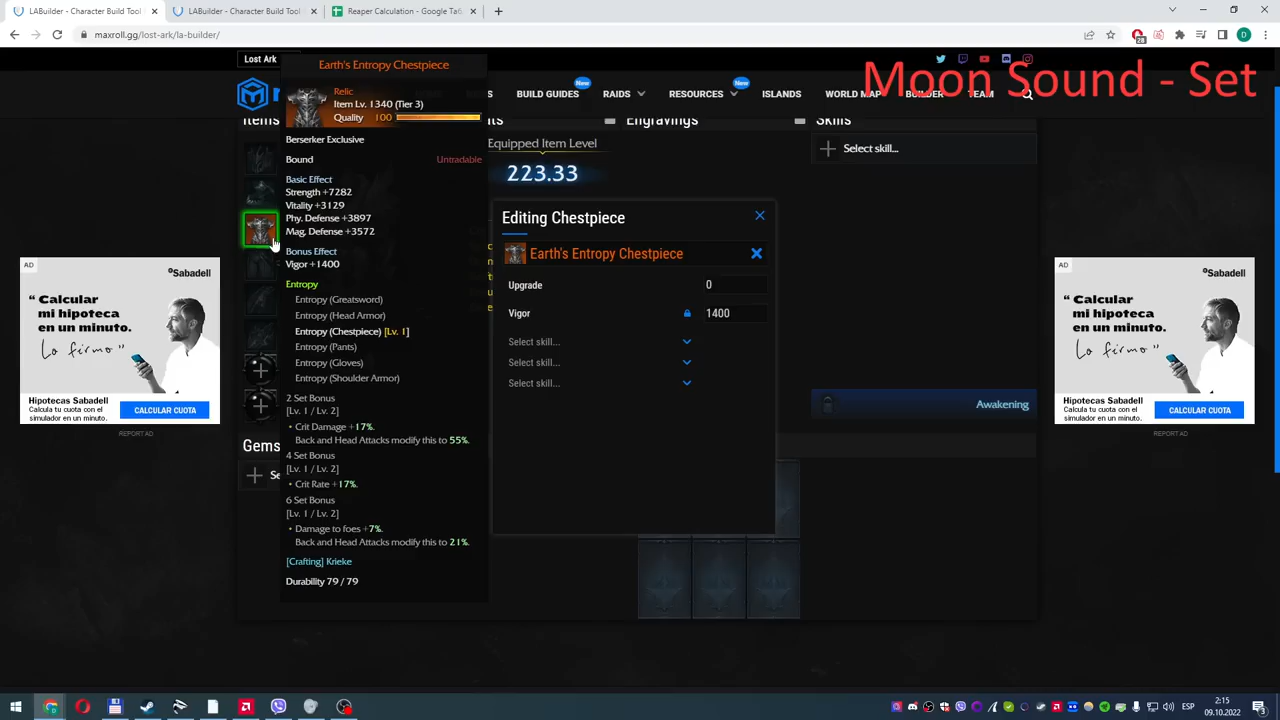 LABuilder - Character Build Tool
LABuilder - Character Build Tool
Reaper Calculation - Google Tab
maxroll.gg/lost-ark/la-builder/
28
D
Lost Ark
Moon Sound - Set
New
New
BUILD GUIDES
RAIDS
RESOURCES
ISLANDS
WORLD MAP
BUILDER
TEAM
Items
Engravings
Skills
Equipped Item Level
223.33
Select skill...
Earth's Entropy Chestpiece
Relic
Item Lv. 1340 (Tier 3)
Quality 100
Berserker Exclusive
Bound
Untradable
Basic Effect
Strength +7282
Vitality +3129
Phy. Defense +3897
Mag. Defense +3572
Bonus Effect
Vigor +1400
Entropy
Entropy (Greatsword)
Entropy (Head Armor)
Entropy (Chestpiece) [Lv. 1]
Entropy (Pants)
Entropy (Gloves)
Entropy (Shoulder Armor)
2 Set Bonus
[Lv. 1 / Lv. 2]
• Crit Damage +17%.
Back and Head Attacks modify this to 55%.
4 Set Bonus
[Lv. 1 / Lv. 2]
• Crit Rate +17%.
6 Set Bonus
[Lv. 1 / Lv. 2]
• Damage to foes +7%.
Back and Head Attacks modify this to 21%.
[Crafting] Krieke
Durability 79 / 79
Editing Chestpiece
Earth's Entropy Chestpiece
Upgrade
0
Vigor
1400
Select skill...
Select skill...
Select skill...
Awakening
Gems
AD
Sabadell
“ Calcular
mi hipoteca
en un minuto.
Lo firmo ”
Hipotecas Sabadell
Calcula tu cuota con el
simulador en un minuto.
CALCULAR CUOTA
REPORT AD
AD
Sabadell
“ Calcular
mi hipoteca
en un minuto.
Lo firmo ”
Hipotecas Sabadell
Calcula tu cuota con el
simulador en un minuto.
CALCULAR CUOTA
REPORT AD
ESP
2:15
09.10.2022